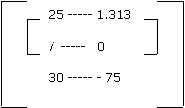 25 ----- 1.313
/ ----- 0
30 ----- - 75